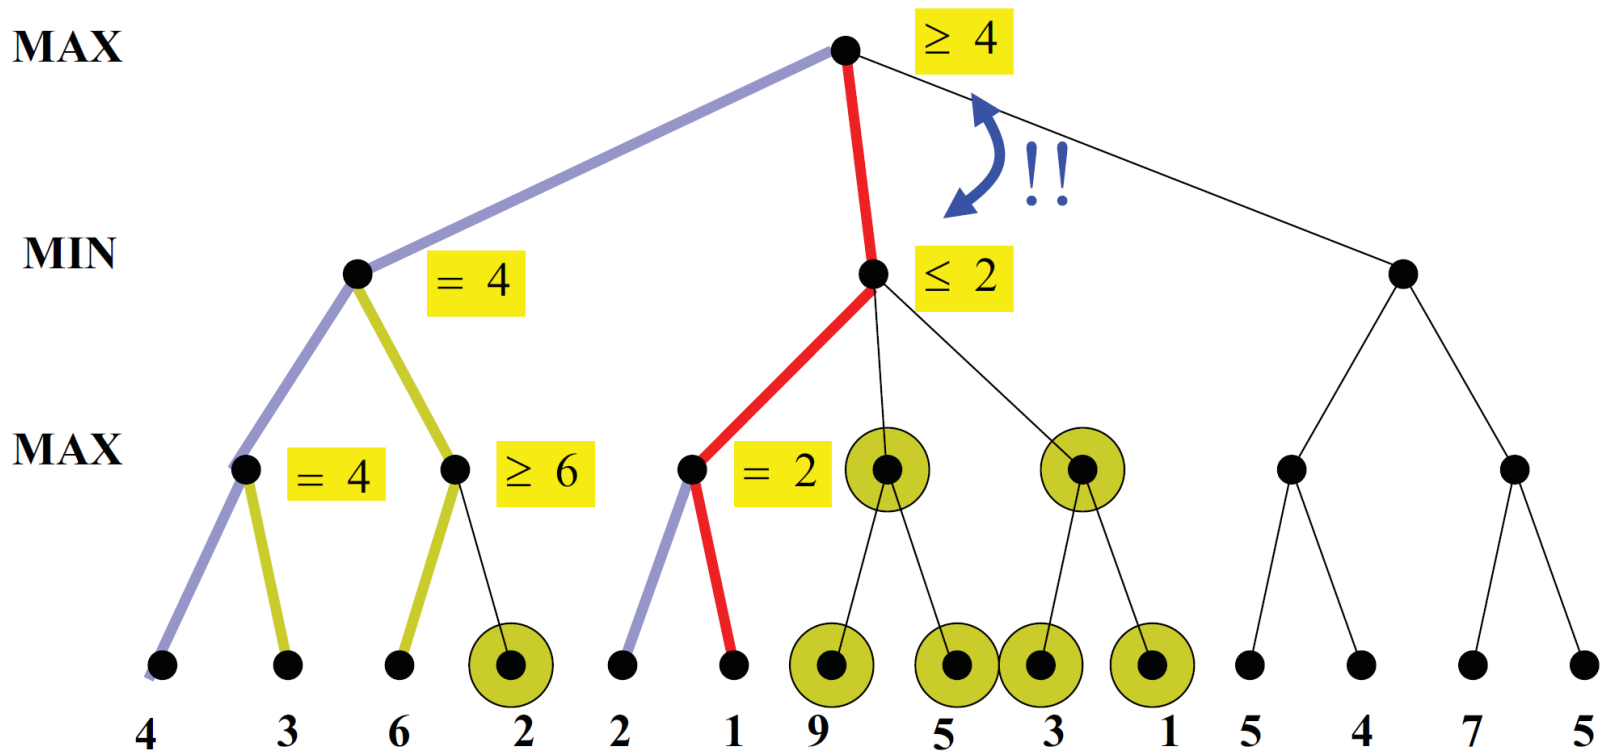 MAX ≥ 4
!!
MIN = 4 ≤ 2
MAX = 4 ≥ 6 = 2
4 3 6 2 2 1 9 5 3 1 5 4 7 5